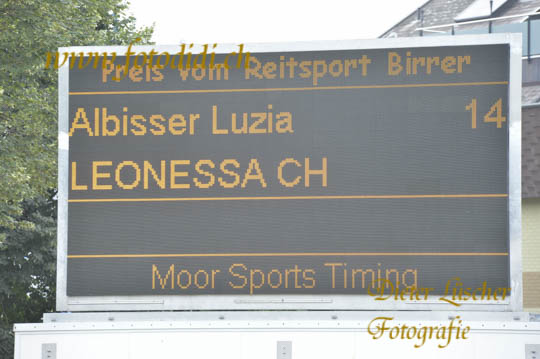 www.fotodidi.ch
Preis vom Reitsport Birrer
Albisser Luzia 14
LEONESSA CH
Moor Sports Timing
Dieter Lüscher
Fotografie